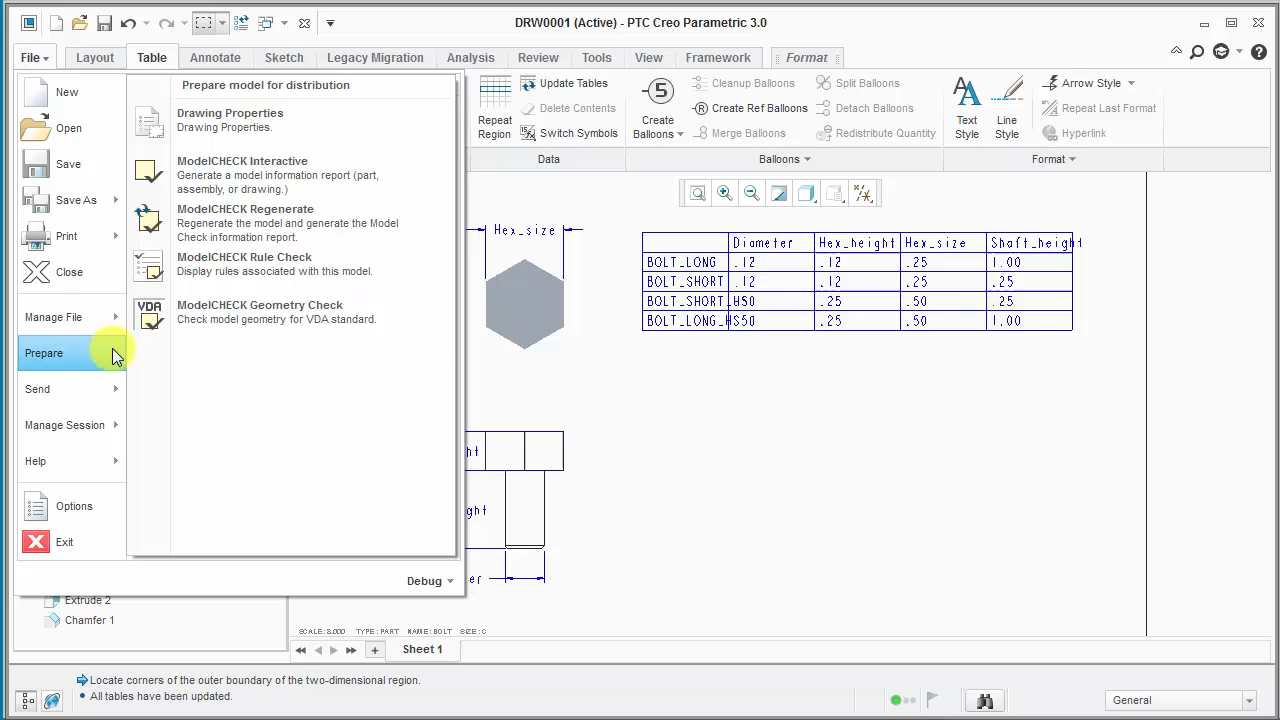 DRW0001 (Active) - PTC Creo Parametric 3.0
File Layout Table Annotate Sketch Legacy Migration Analysis Review Tools View Framework Format
New
Open
Save
Save As
Print
Close
Manage File
Prepare
Send
Manage Session
Help
Options
Exit
Debug
Prepare model for distribution
Drawing Properties
Drawing Properties.
ModelCHECK Interactive
Generate a model information report (part,
assembly, or drawing.)
ModelCHECK Regenerate
Regenerate the model and generate the Model
Check information report.
ModelCHECK Rule Check
Display rules associated with this model.
VDA
ModelCHECK Geometry Check
Check model geometry for VDA standard.
Repeat
Region
Update Tables
Delete Contents
Switch Symbols
Data
5
Create
Balloons
Cleanup Balloons
Create Ref Balloons
Merge Balloons
Split Balloons
Detach Balloons
Redistribute Quantity
Balloons
Text
Style
Line
Style
Arrow Style
Repeat Last Format
Hyperlink
Format
Hex_size
Diameter Hex_height Hex_size Shaft_height
BOLT_LONG .12 .12 .25 1.00
BOLT_SHORT .12 .12 .25 .25
BOLT_SHORT_HS .25 .50 .25
BOLT_LONG_HS .25 .50 1.00
ht
ght
er
Extrude 2
Chamfer 1
SCALE:2.000 TYPE:PART NAME:BOLT SIZE:C
Sheet 1
Locate corners of the outer boundary of the two-dimensional region.
All tables have been updated.
General